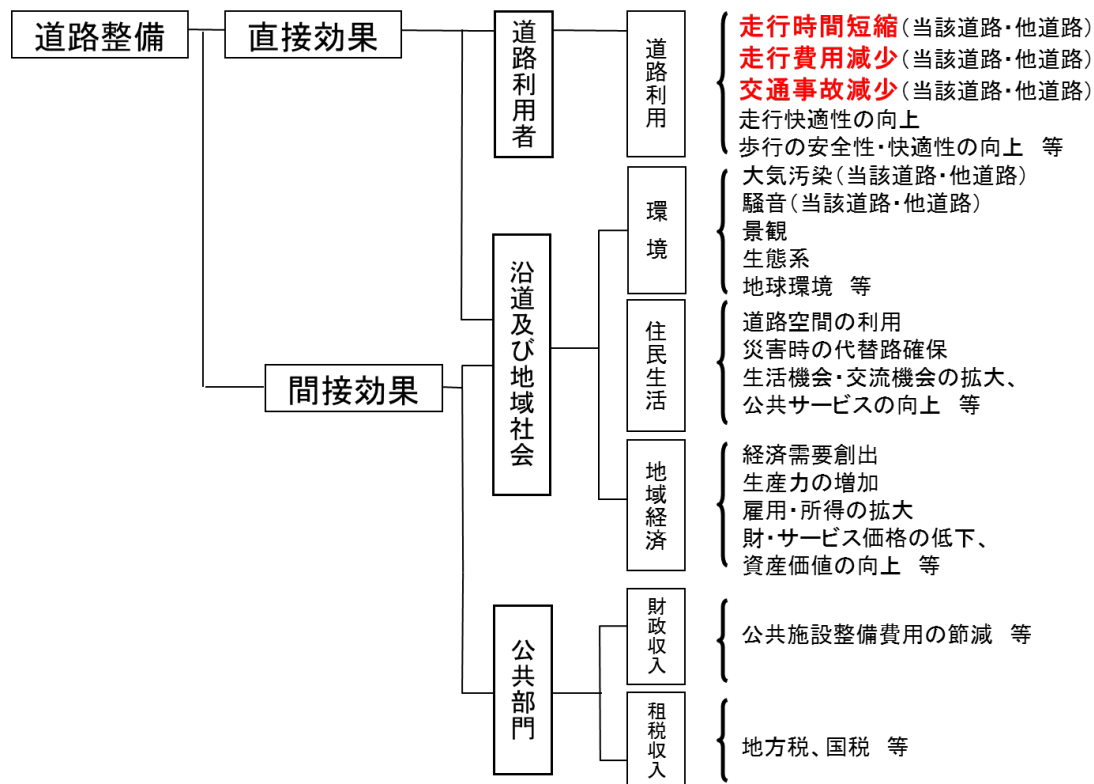 道路整備
直接効果
間接効果
道路利用者
沿道及び地域社会
公共部門
道路利用
走行時間短縮(当該道路・他道路)
走行費用減少(当該道路・他道路)
交通事故減少(当該道路・他道路)
走行快適性の向上
歩行の安全性・快適性の向上 等
環境
大気汚染(当該道路・他道路)
騒音(当該道路・他道路)
景観
生態系
地球環境 等
住民生活
道路空間の利用
災害時の代替路確保
生活機会・交流機会の拡大、
公共サービスの向上 等
地域経済
経済需要創出
生産力の増加
雇用・所得の拡大
財・サービス価格の低下、
資産価値の向上 等
財政収入
公共施設整備費用の節減 等
租税収入
地方税、国税 等